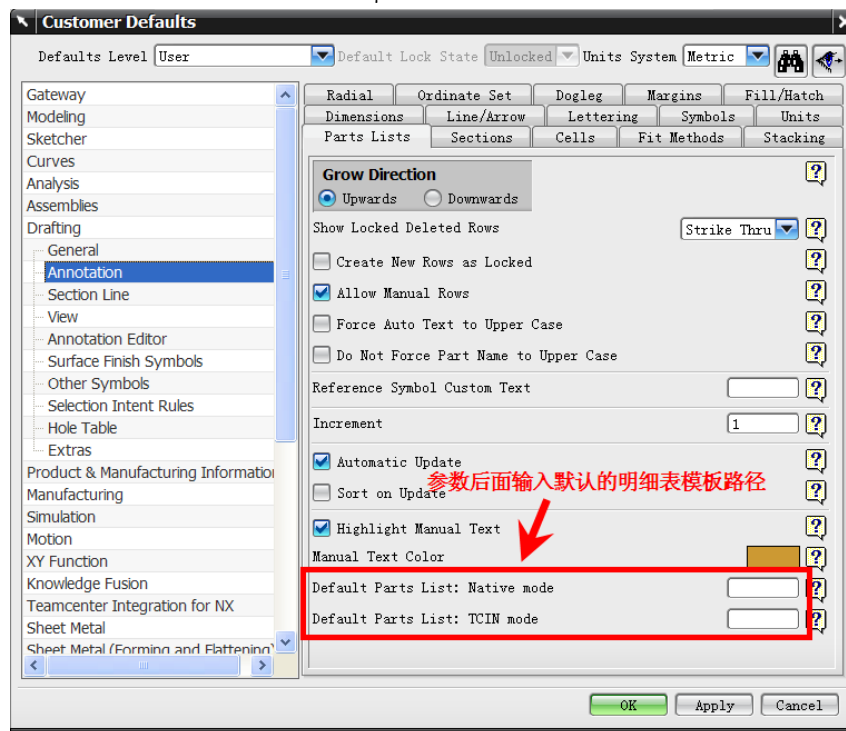 Customer Defaults
Defaults Level User Default Lock State Unlocked Units System Metric
Gateway
Modeling
Sketcher
Curves
Analysis
Assemblies
Drafting
General
Annotation
Section Line
View
Annotation Editor
Surface Finish Symbols
Other Symbols
Selection Intent Rules
Hole Table
Extras
Product & Manufacturing Information
Manufacturing
Simulation
Motion
XY Function
Knowledge Fusion
Teamcenter Integration for NX
Sheet Metal
Sheet Metal (Forming and Flattening)
Radial Ordinate Set Dogleg Margins Fill/Hatch
Dimensions Line/Arrow Lettering Symbols Units
Parts Lists Sections Cells Fit Methods Stacking
Grow Direction
Upwards Downwards
Show Locked Deleted Rows Strike Thru
Create New Rows as Locked
Allow Manual Rows
Force Auto Text to Upper Case
Do Not Force Part Name to Upper Case
Reference Symbol Custom Text
Increment 1
Automatic Update
参数后面输入默认的明细表模板路径
Sort on Update
Highlight Manual Text
Manual Text Color
Default Parts List: Native mode
Default Parts List: TCIN mode
OK Apply Cancel